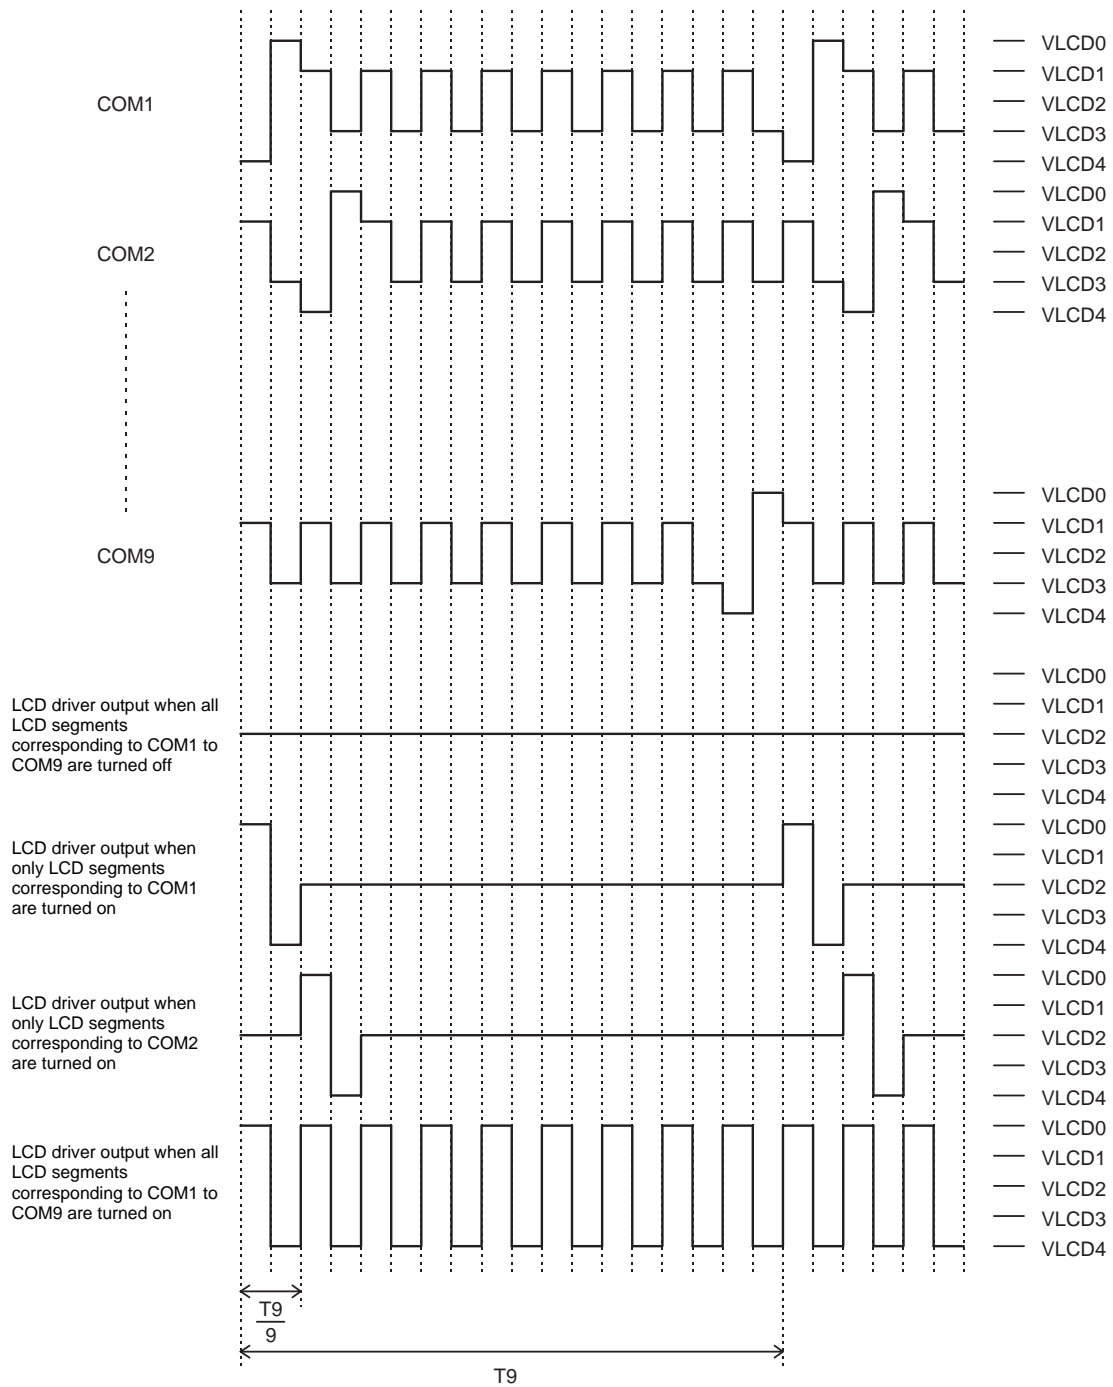 VLCD0
VLCD1
COM1
VLCD2
VLCD3
VLCD4
VLCD0
VLCD1
COM2
VLCD2
VLCD3
VLCD4
VLCD0
VLCD1
COM9
VLCD2
VLCD3
VLCD4
LCD driver output when all
LCD segments
corresponding to COM1 to
COM9 are turned off
VLCD0
VLCD1
VLCD2
VLCD3
VLCD4
LCD driver output when
only LCD segments
corresponding to COM1
are turned on
VLCD0
VLCD1
VLCD2
VLCD3
VLCD4
LCD driver output when
only LCD segments
corresponding to COM2
are turned on
VLCD0
VLCD1
VLCD2
VLCD3
VLCD4
LCD driver output when all
LCD segments
corresponding to COM1 to
COM9 are turned on
VLCD0
VLCD1
VLCD2
VLCD3
VLCD4
T9
9
T9